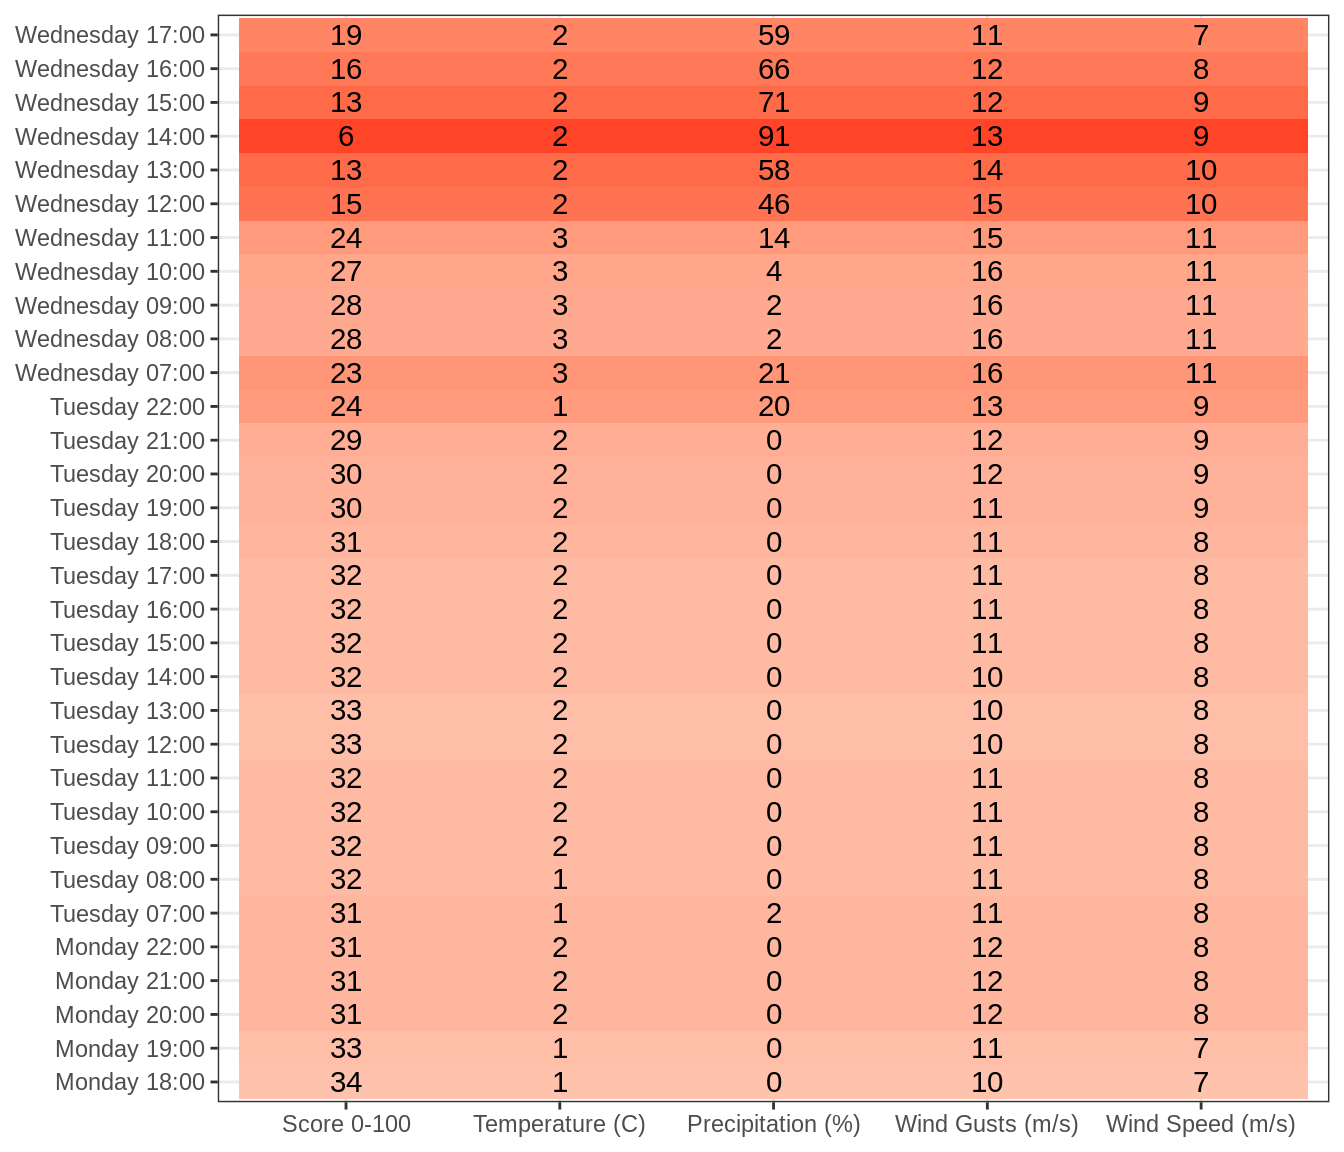 Wednesday 17:00 19 2 59 11 7
Wednesday 16:00 16 2 66 12 8
Wednesday 15:00 13 2 71 12 9
Wednesday 14:00 6 2 91 13 9
Wednesday 13:00 13 2 58 14 10
Wednesday 12:00 15 2 46 15 10
Wednesday 11:00 24 3 14 15 11
Wednesday 10:00 27 3 4 16 11
Wednesday 09:00 28 3 2 16 11
Wednesday 08:00 28 3 2 16 11
Wednesday 07:00 23 3 21 16 11
Tuesday 22:00 24 1 20 13 9
Tuesday 21:00 29 2 0 12 9
Tuesday 20:00 30 2 0 12 9
Tuesday 19:00 30 2 0 11 9
Tuesday 18:00 31 2 0 11 8
Tuesday 17:00 32 2 0 11 8
Tuesday 16:00 32 2 0 11 8
Tuesday 15:00 32 2 0 11 8
Tuesday 14:00 32 2 0 10 8
Tuesday 13:00 33 2 0 10 8
Tuesday 12:00 33 2 0 10 8
Tuesday 11:00 32 2 0 11 8
Tuesday 10:00 32 2 0 11 8
Tuesday 09:00 32 2 0 11 8
Tuesday 08:00 32 1 0 11 8
Tuesday 07:00 31 1 2 11 8
Monday 22:00 31 2 0 12 8
Monday 21:00 31 2 0 12 8
Monday 20:00 31 2 0 12 8
Monday 19:00 33 1 0 11 7
Monday 18:00 34 1 0 10 7
Score 0-100 Temperature (C) Precipitation (%) Wind Gusts (m/s) Wind Speed (m/s)